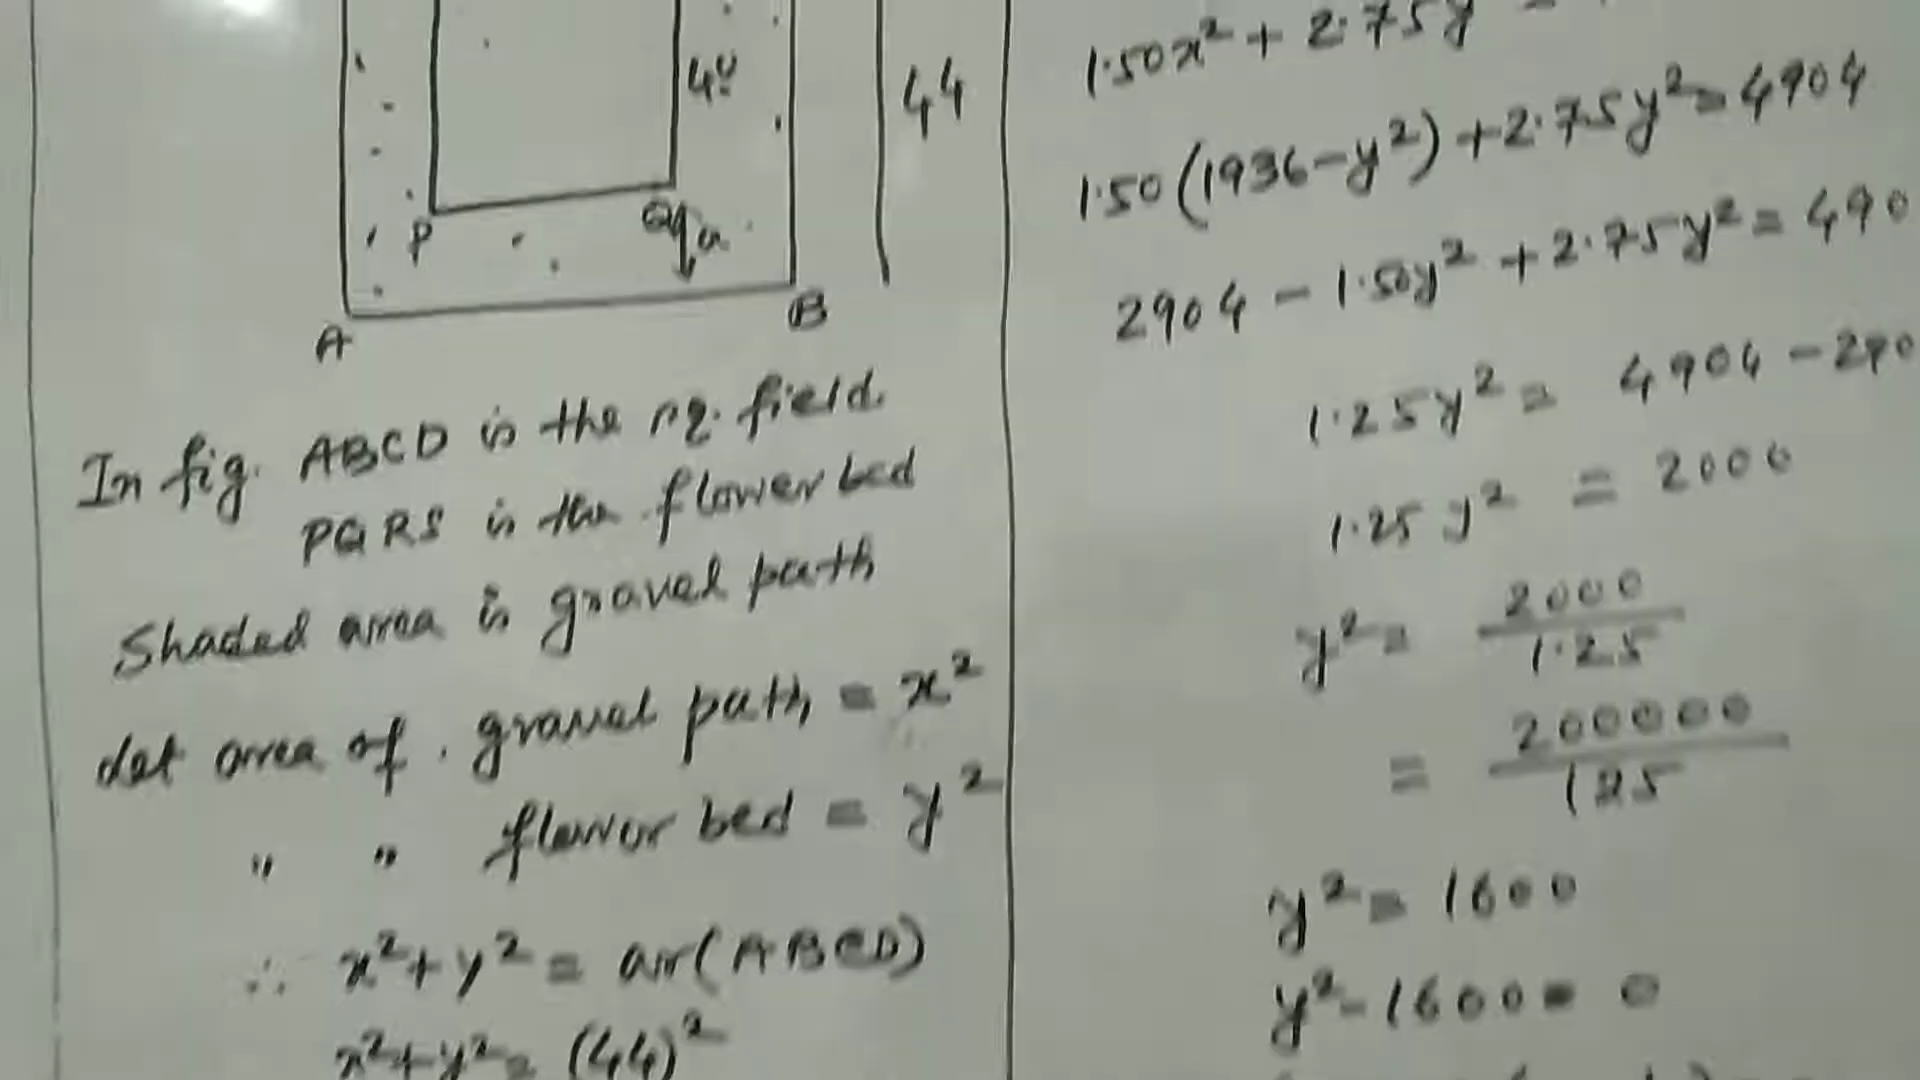 40
44
P
Q
a
A
B
In fig. ABCD is the sq. field.
PQRS is the flower bed
Shaded area is gravel path
Let area of gravel path = x²
" " flower bed = y²
∴ x² + y² = ar(ABCD)
x² + y² = (44)²
1.50x² + 2.75y
1.50(1936 - y²) + 2.75y² = 4904
2904 - 1.50y² + 2.75y² = 490
1.25y² = 4904 - 290
1.25y² = 2000
y² = 2000/1.25
= 200000/125
y² = 1600
y² - 1600 = 0